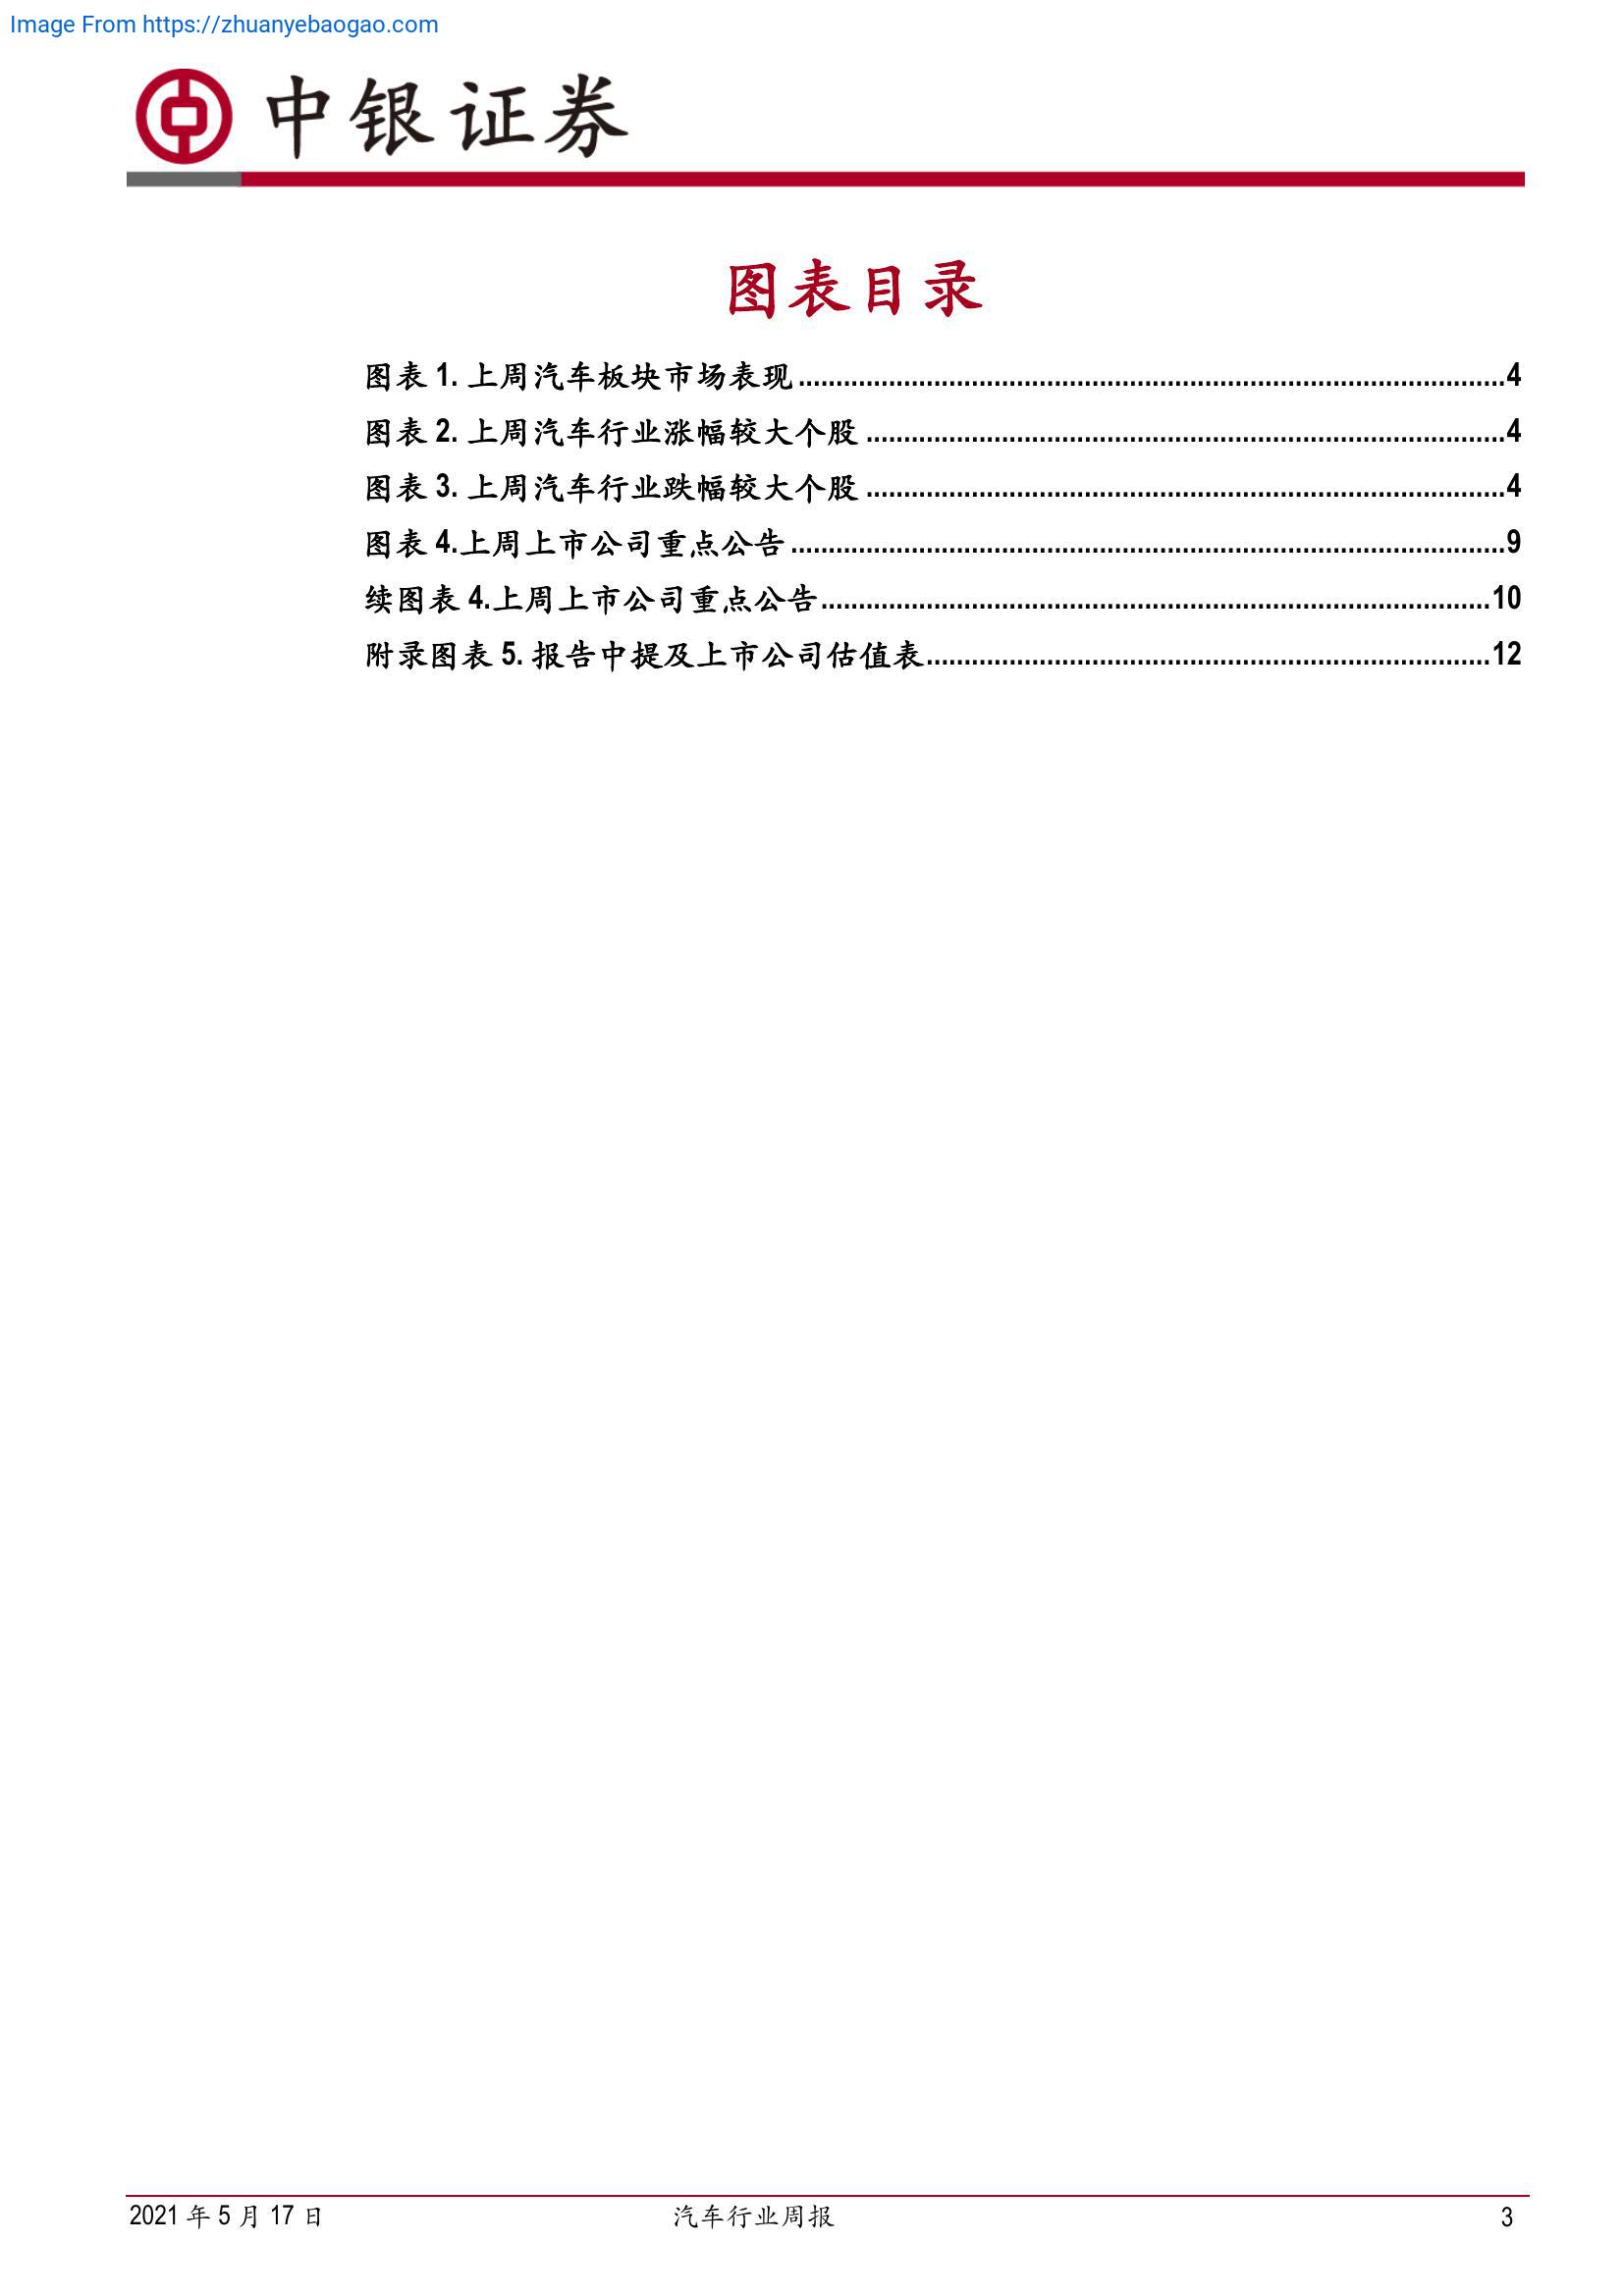 Image From https://zhuanyebaogao.com
中银证券
图表目录
图表 1. 上周汽车板块市场表现....................4
图表 2. 上周汽车行业涨幅较大个股....................4
图表 3. 上周汽车行业跌幅较大个股....................4
图表 4.上周上市公司重点公告....................9
续图表 4.上周上市公司重点公告....................10
附录图表 5. 报告中提及上市公司估值表....................12
2021 年 5 月 17 日 汽车行业周报 3